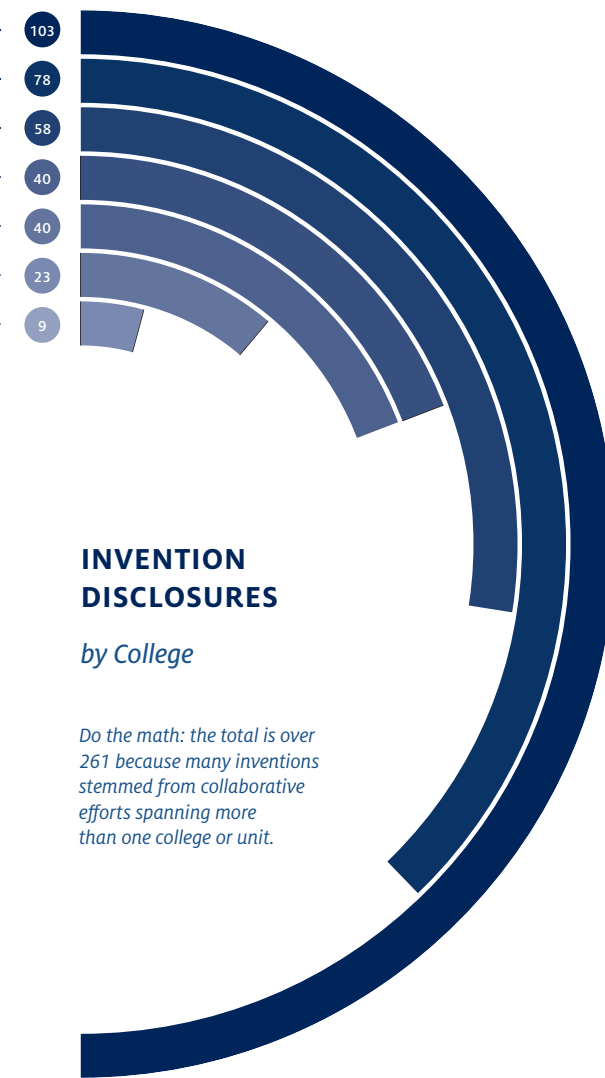 103
78
58
40
40
23
9
INVENTION
DISCLOSURES
by College
Do the math: the total is over
261 because many inventions
stemmed from collaborative
efforts spanning more
than one college or unit.